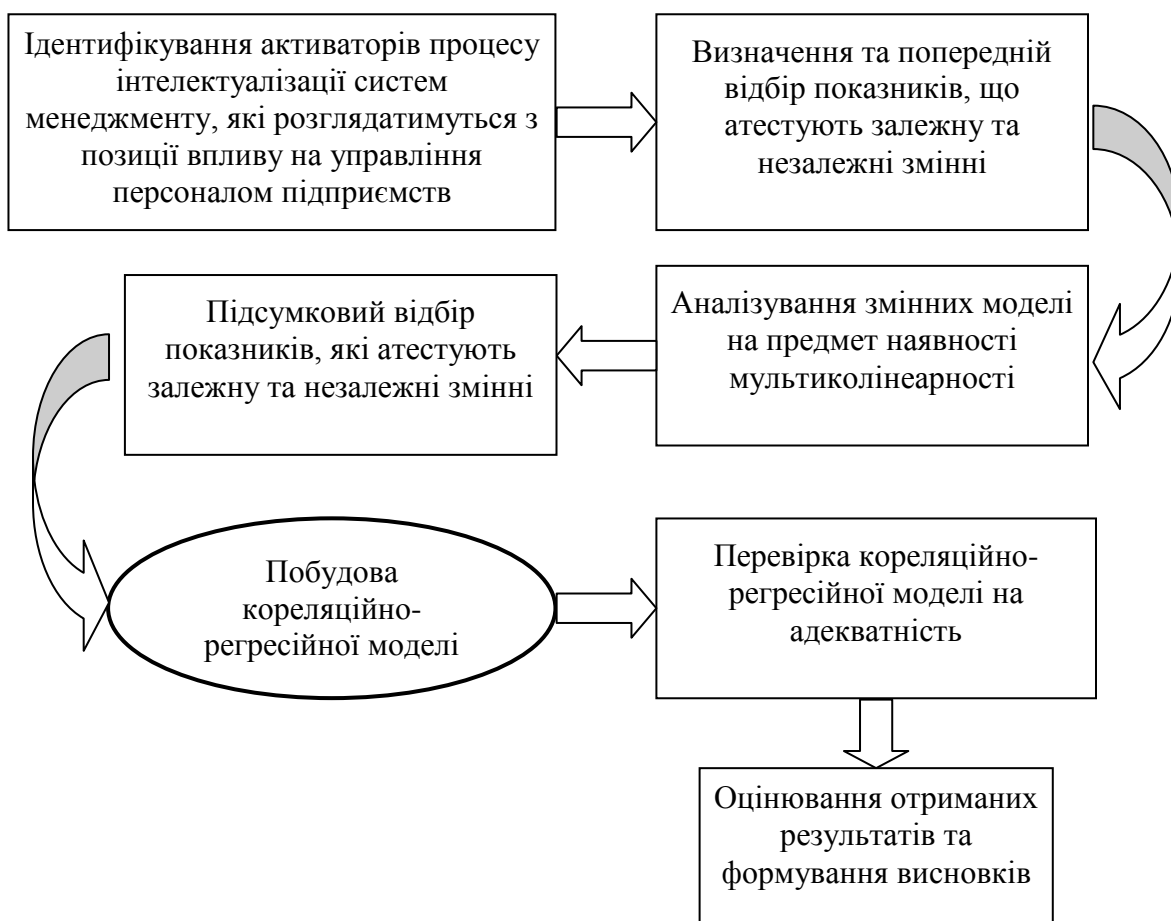 Ідентифікування активаторів процесу
інтелектуалізації систем
менеджменту, які розглядатимуться з
позиції впливу на управління
персоналом підприємств
Визначення та попередній
відбір показників, що
атестують залежну та
незалежні змінні
Аналізування змінних моделі
на предмет наявності
мультиколінеарності
Підсумковий відбір
показників, які атестують
залежну та незалежні змінні
Побудова
кореляційно-
регресійної моделі
Перевірка кореляційно-
регресійної моделі на
адекватність
Оцінювання отриманих
результатів та
формування висновків